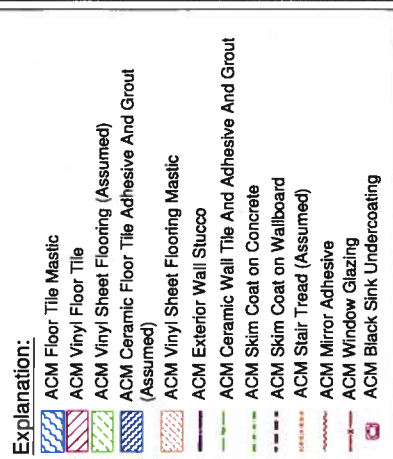 Explanation:
ACM Floor Tile Mastic
ACM Vinyl Floor Tile
ACM Vinyl Sheet Flooring (Assumed)
ACM Ceramic Floor Tile Adhesive And Grout
(Assumed)
ACM Vinyl Sheet Flooring Mastic
ACM Exterior Wall Stucco
ACM Ceramic Wall Tile And Adhesive And Grout
ACM Skim Coat on Concrete
ACM Skim Coat on Wallboard
ACM Stair Tread (Assumed)
ACM Mirror Adhesive
ACM Window Glazing
ACM Black Sink Undercoating